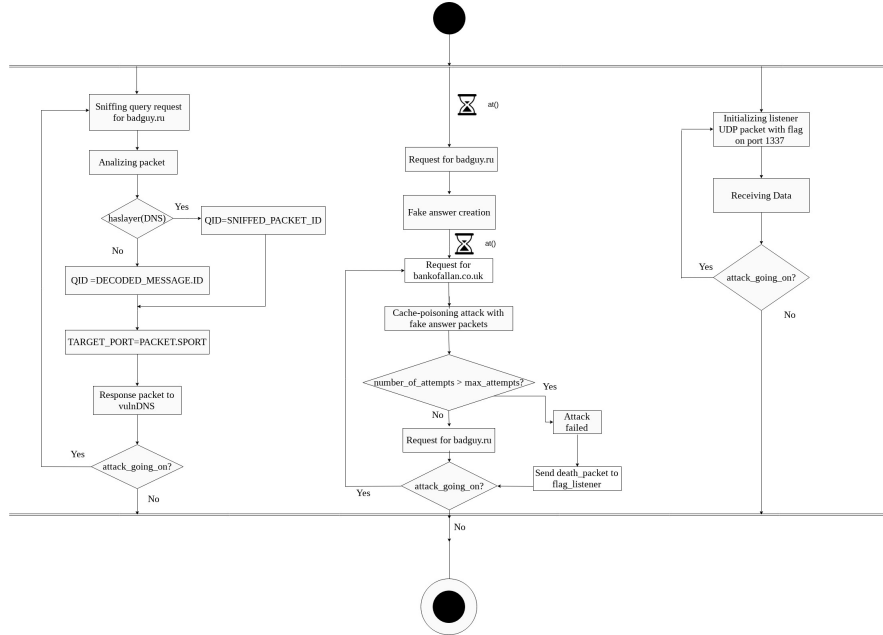 Sniffing query request
for badguy.ru
Analizing packet
haslayer(DNS)
Yes
QID=SNIFFED_PACKET_ID
No
QID =DECODED_MESSAGE.ID
TARGET_PORT=PACKET.SPORT
Response packet to
vulnDNS
Yes
attack_going_on?
No
at()
Request for badguy.ru
Fake answer creation
at()
Request for
bankofallan.co.uk
Cache-poisoning attack with
fake answer packets
number_of_attempts > max_attempts?
Yes
No
Attack
failed
Request for badguy.ru
Send death_packet to
flag_listener
attack_going_on?
Yes
No
Initializing listener
UDP packet with flag
on port 1337
Receiving Data
Yes
attack_going_on?
No